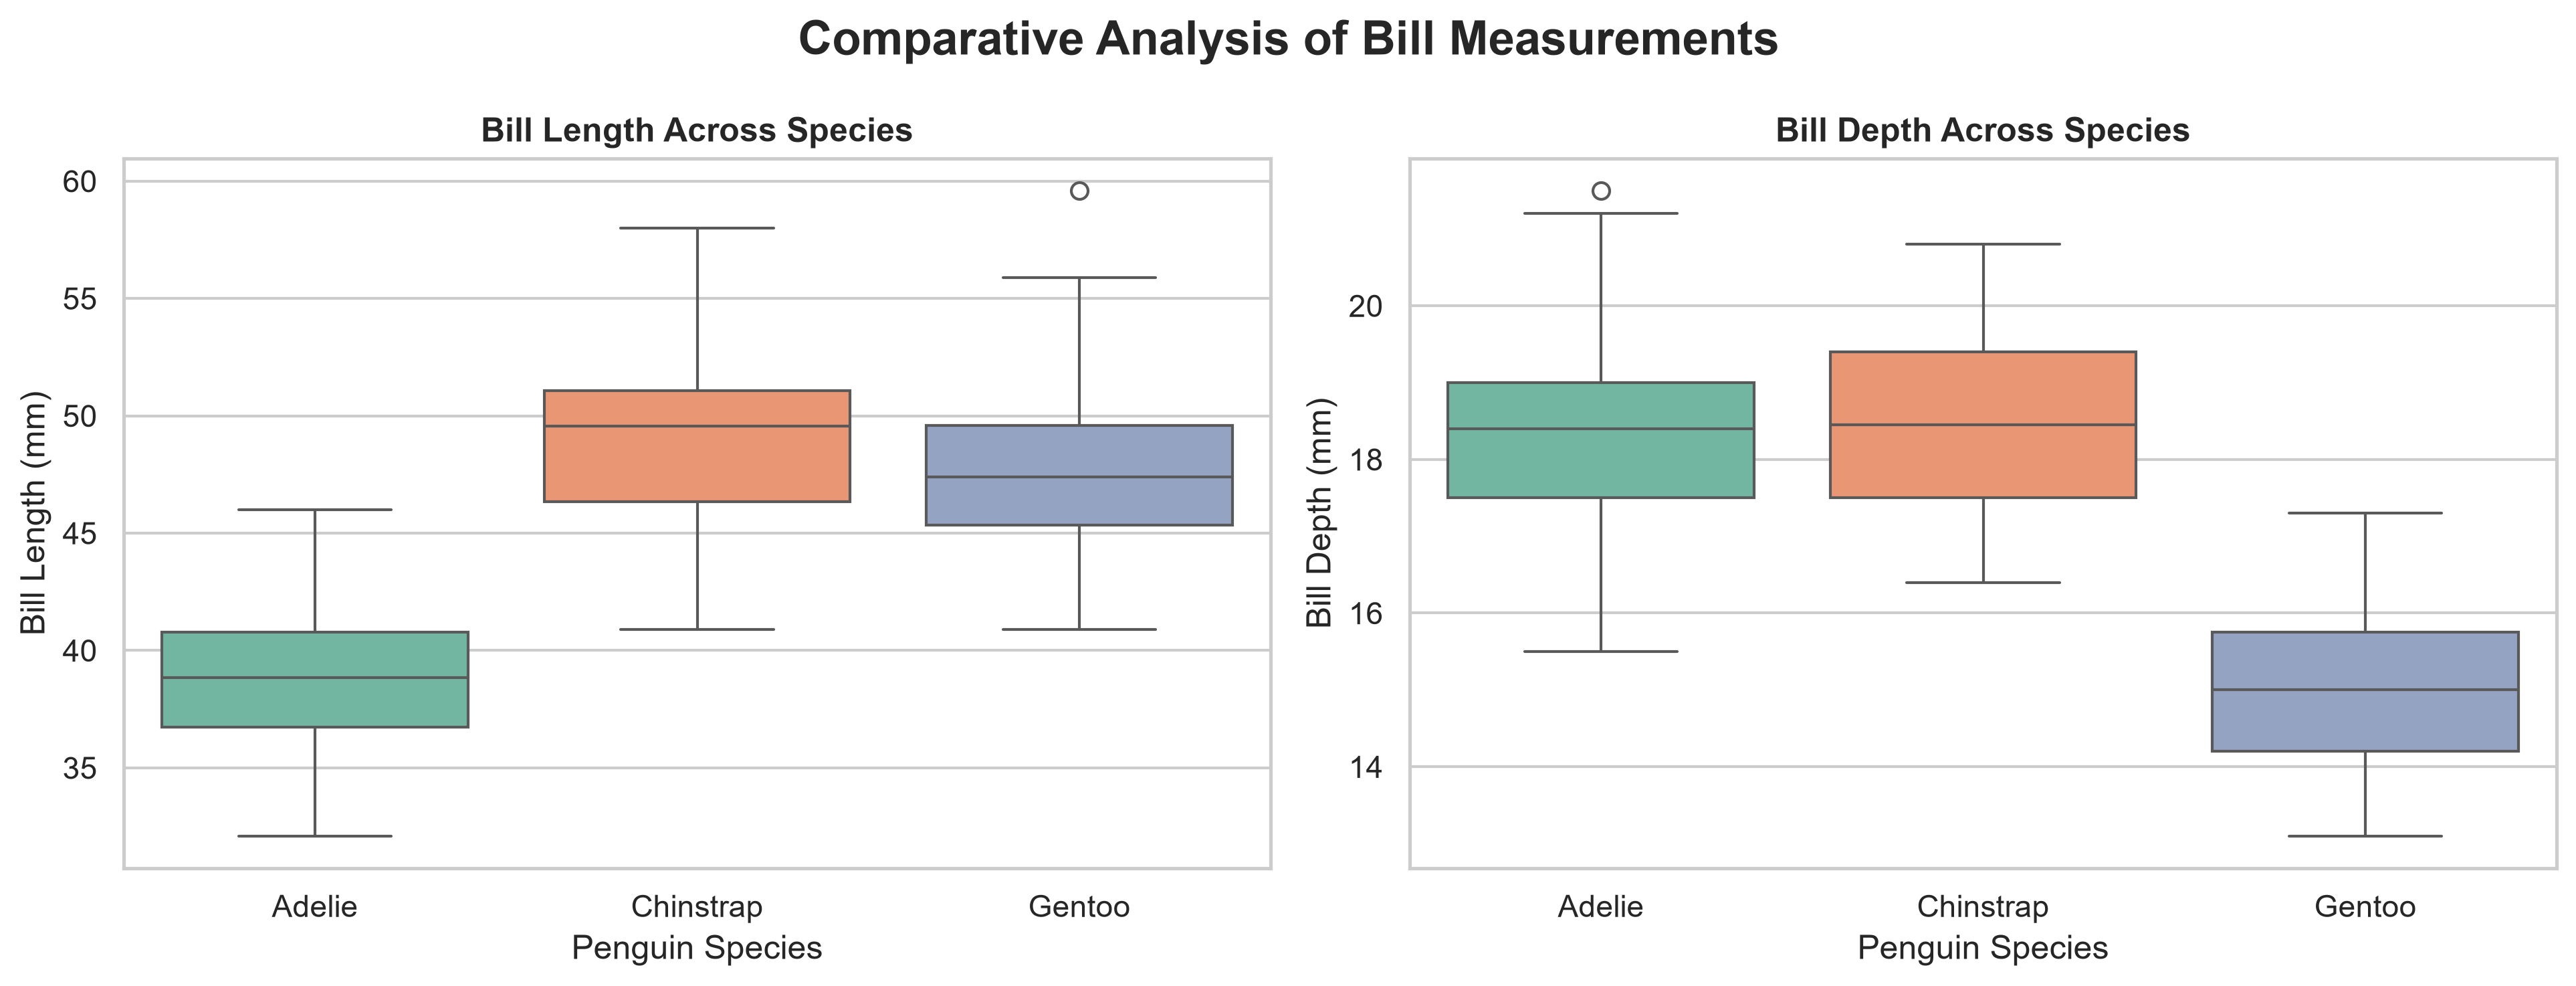 Comparative Analysis of Bill Measurements
Bill Length Across Species
Bill Length (mm)
60
55
50
45
40
35
Adelie
Chinstrap
Gentoo
Penguin Species
Bill Depth Across Species
Bill Depth (mm)
20
18
16
14
Adelie
Chinstrap
Gentoo
Penguin Species